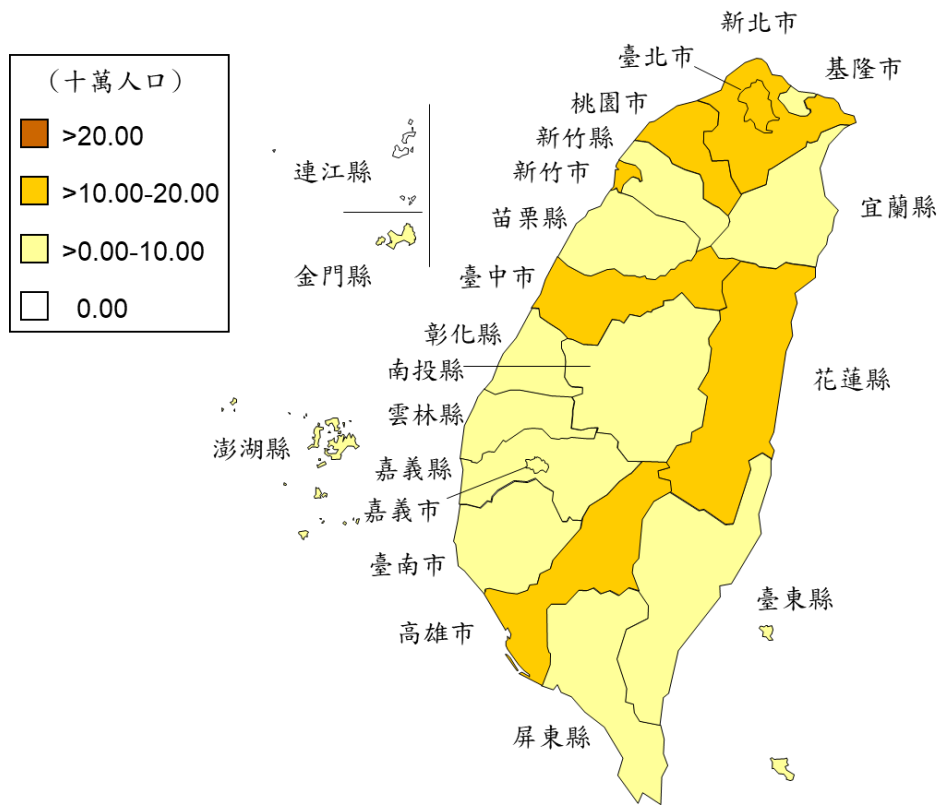 （十萬人口）
>20.00
>10.00-20.00
>0.00-10.00
0.00
新北市
臺北市
基隆市
桃園市
新竹縣
新竹市
連江縣
苗栗縣
宜蘭縣
金門縣
臺中市
彰化縣
南投縣
花蓮縣
雲林縣
澎湖縣
嘉義縣
嘉義市
臺南市
臺東縣
高雄市
屏東縣